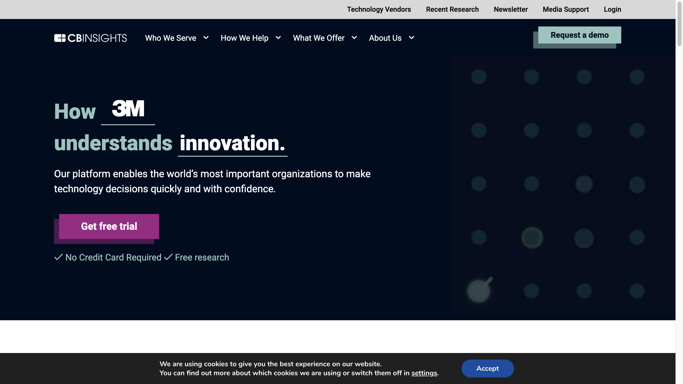 Technology Vendors Recent Research Newsletter Media Support Login
CBINSIGHTS Who We Serve How We Help What We Offer About Us Request a demo
How 3M
understands innovation.
Our platform enables the world's most important organizations to make
technology decisions quickly and with confidence.
Get free trial
No Credit Card Required Free research
We are using cookies to give you the best experience on our website.
You can find out more about which cookies we are using or switch them off in settings.
Accept